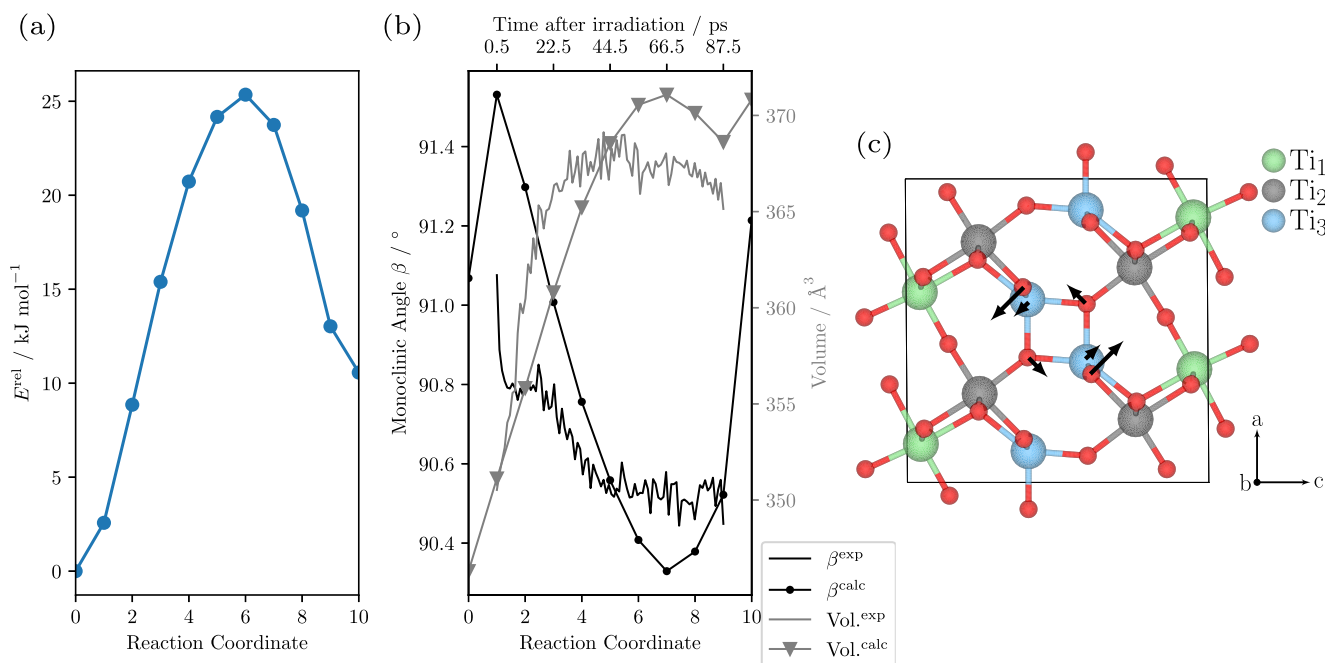 (a)
25
20
15
10
5
0
E^rel / kJ mol⁻¹
0 2 4 6 8 10
Reaction Coordinate
(b)
Time after irradiation / ps
0.5 22.5 44.5 66.5 87.5
91.4
91.2
91.0
90.8
90.6
90.4
Monoclinic Angle β / °
370
365
360
355
350
Volume / Å³
0 2 4 6 8 10
Reaction Coordinate
β^exp
β^calc
Vol.^exp
Vol.^calc
(c)
Ti₁
Ti₂
Ti₃
a
b
c